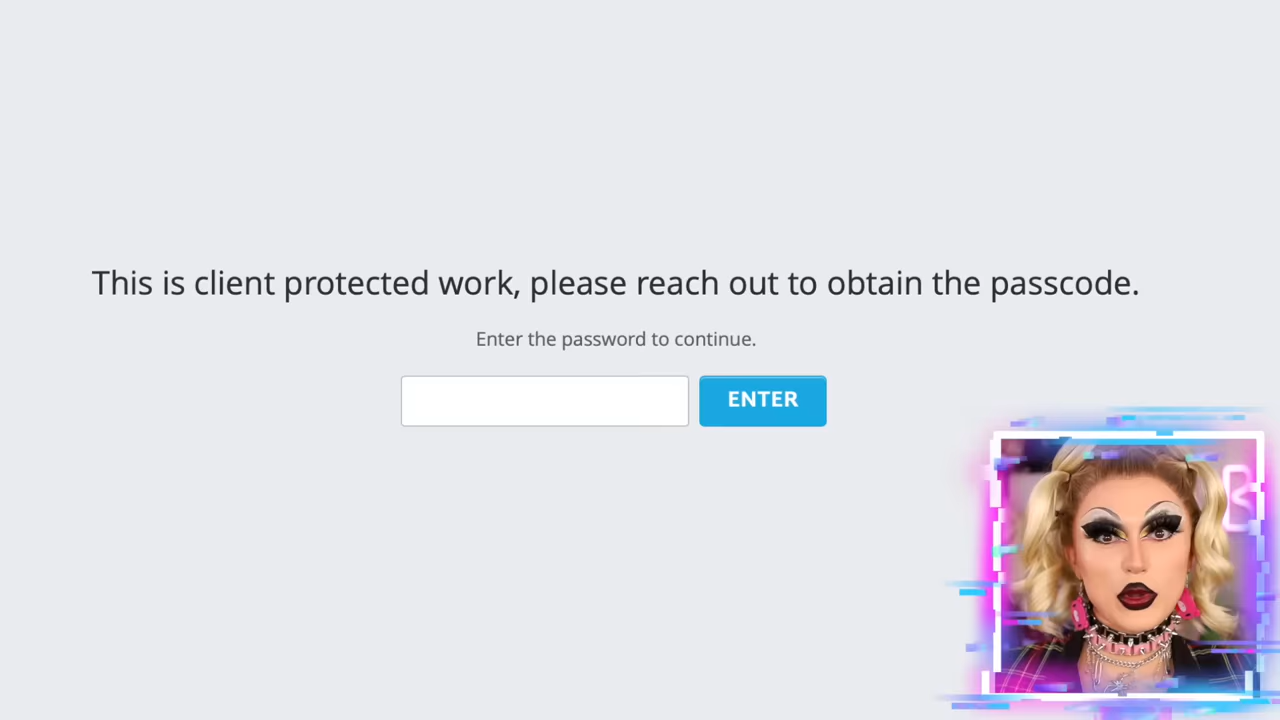 This is client protected work, please reach out to obtain the passcode.
Enter the password to continue.
ENTER